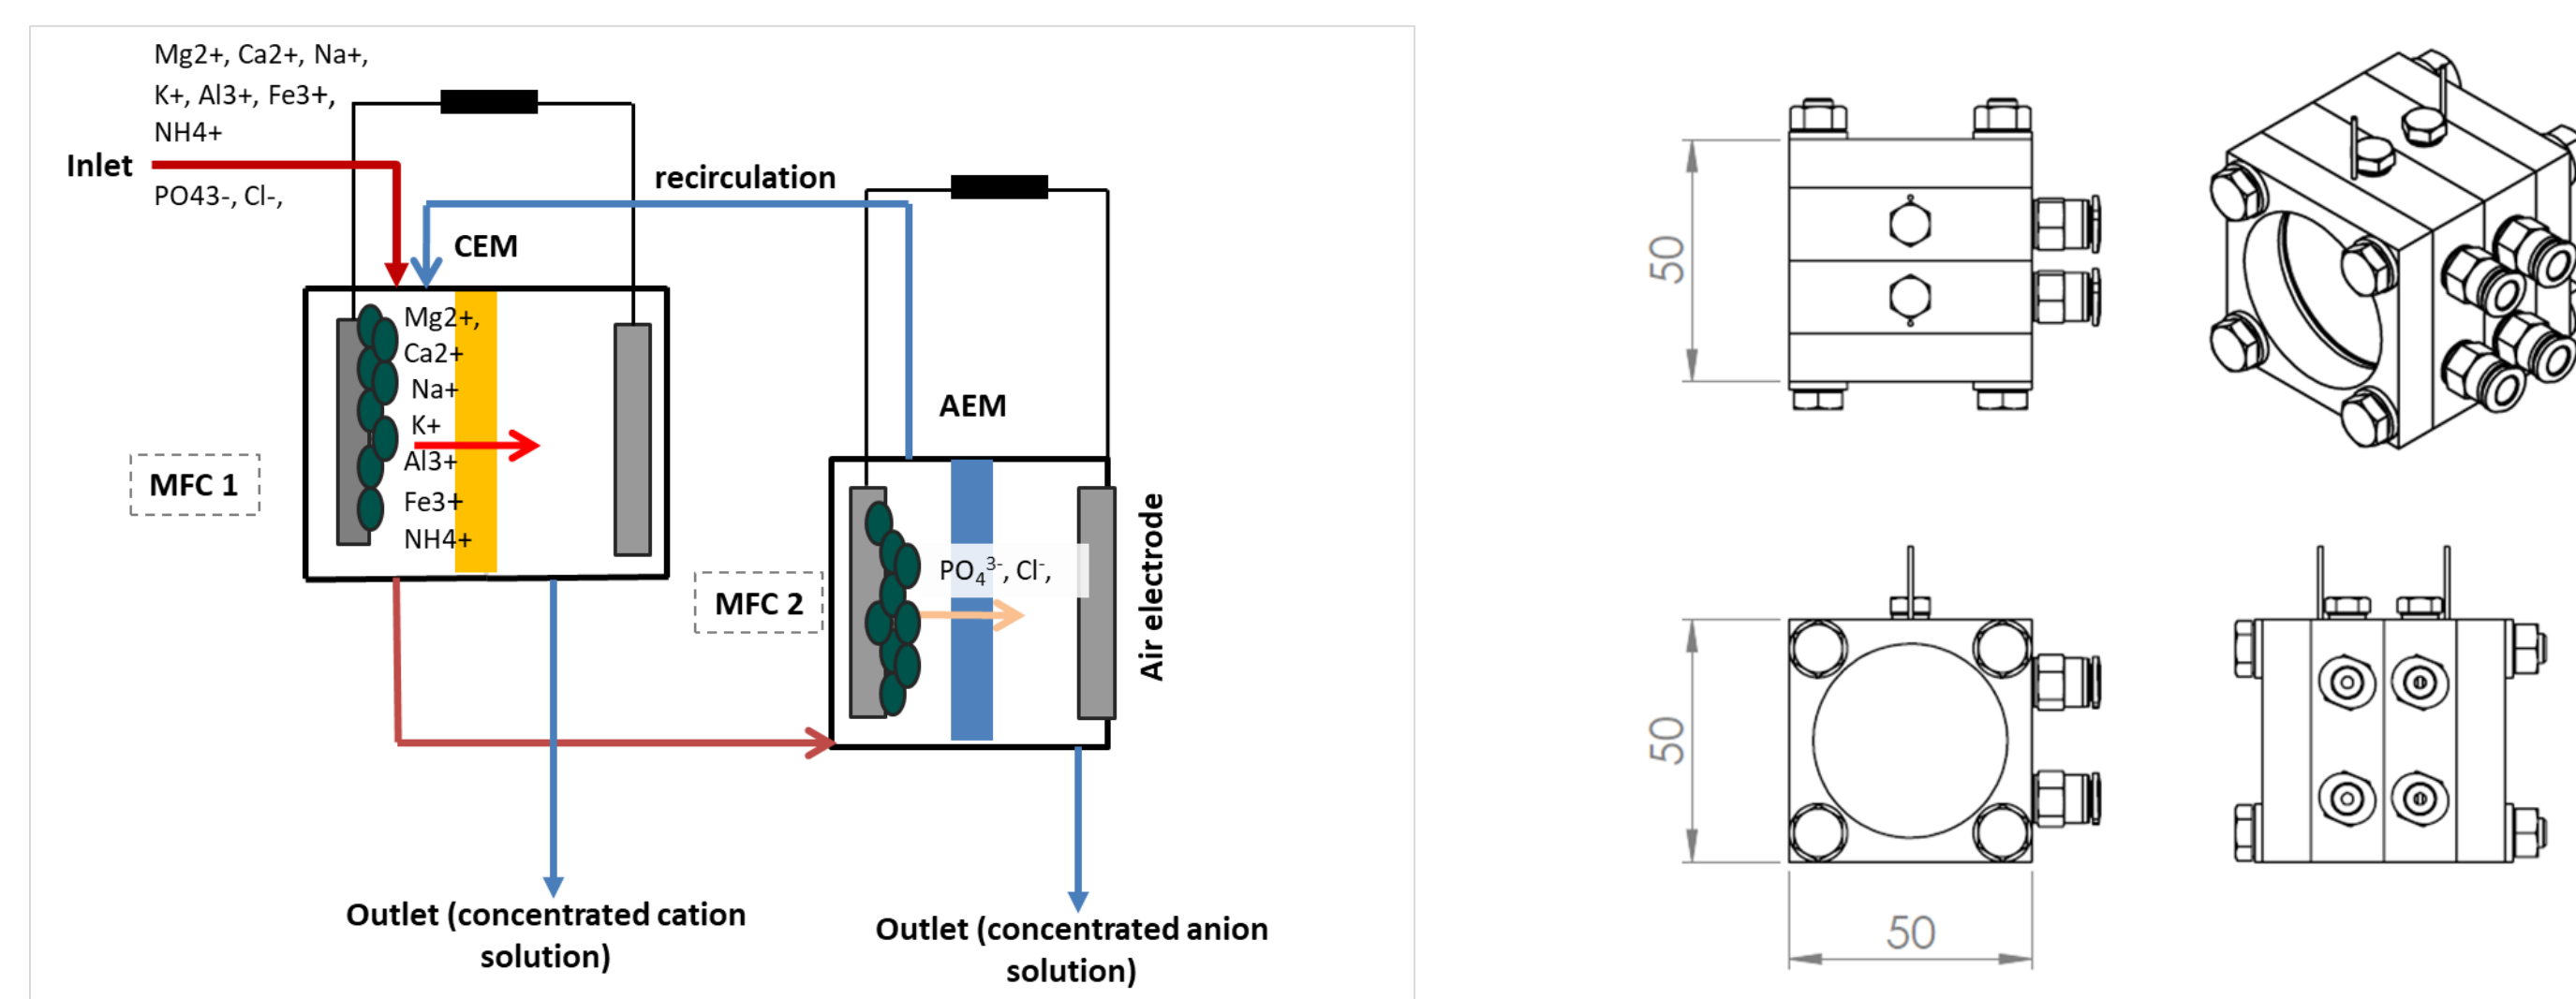 Mg2+, Ca2+, Na+,
K+, Al3+, Fe3+,
NH4+
Inlet
PO43-, Cl-,
recirculation
CEM
Mg2+,
Ca2+
Na+
K+
Al3+
Fe3+
NH4+
MFC 1
AEM
MFC 2
PO₄³⁻, Cl⁻,
Air electrode
Outlet (concentrated cation
solution)
Outlet (concentrated anion
solution)
50
50
50